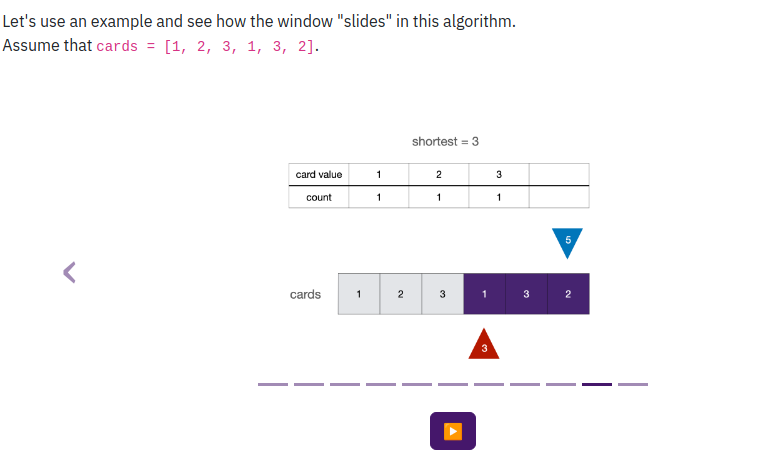 Let's use an example and see how the window "slides" in this algorithm.
Assume that cards = [1, 2, 3, 1, 3, 2].
shortest = 3
card value 1 2 3
count 1 1 1
5
cards 1 2 3 1 3 2
3